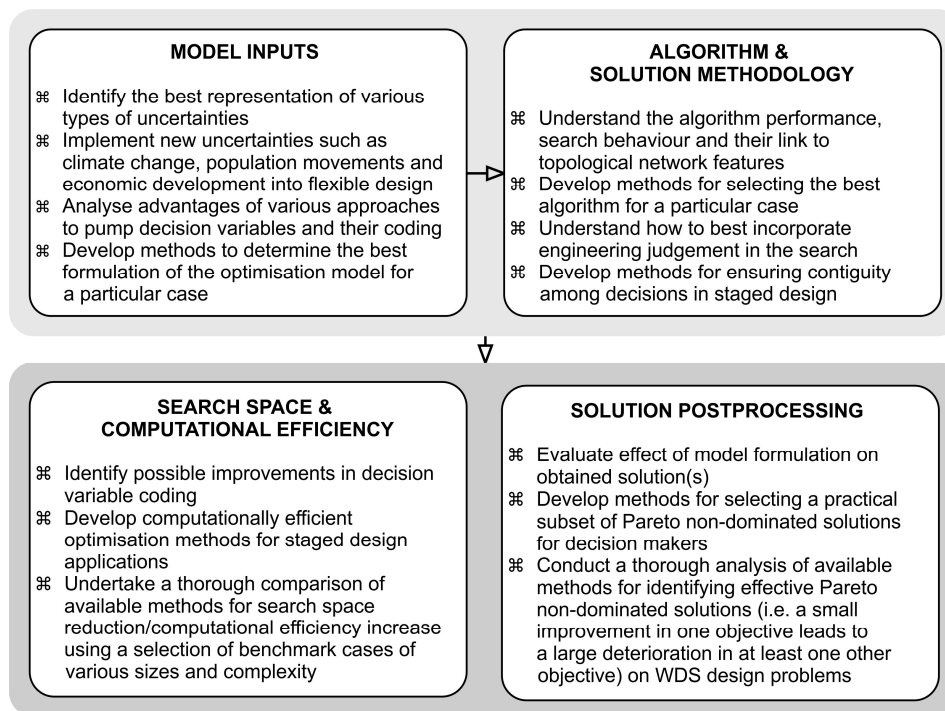 MODEL INPUTS
⌘ Identify the best representation of various
types of uncertainties
⌘ Implement new uncertainties such as
climate change, population movements and
economic development into flexible design
⌘ Analyse advantages of various approaches
to pump decision variables and their coding
⌘ Develop methods to determine the best
formulation of the optimisation model for
a particular case
ALGORITHM &
SOLUTION METHODOLOGY
⌘ Understand the algorithm performance,
search behaviour and their link to
topological network features
⌘ Develop methods for selecting the best
algorithm for a particular case
⌘ Understand how to best incorporate
engineering judgement in the search
⌘ Develop methods for ensuring contiguity
among decisions in staged design
SEARCH SPACE &
COMPUTATIONAL EFFICIENCY
⌘ Identify possible improvements in decision
variable coding
⌘ Develop computationally efficient
optimisation methods for staged design
applications
⌘ Undertake a thorough comparison of
available methods for search space
reduction/computational efficiency increase
using a selection of benchmark cases of
various sizes and complexity
SOLUTION POSTPROCESSING
⌘ Evaluate effect of model formulation on
obtained solution(s)
⌘ Develop methods for selecting a practical
subset of Pareto non-dominated solutions
for decision makers
⌘ Conduct a thorough analysis of available
methods for identifying effective Pareto
non-dominated solutions (i.e. a small
improvement in one objective leads to
a large deterioration in at least one other
objective) on WDS design problems